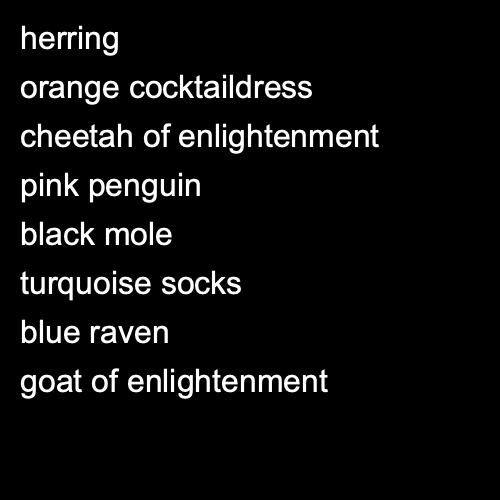 herring
orange cocktaildress
cheetah of enlightenment
pink penguin
black mole
turquoise socks
blue raven
goat of enlightenment